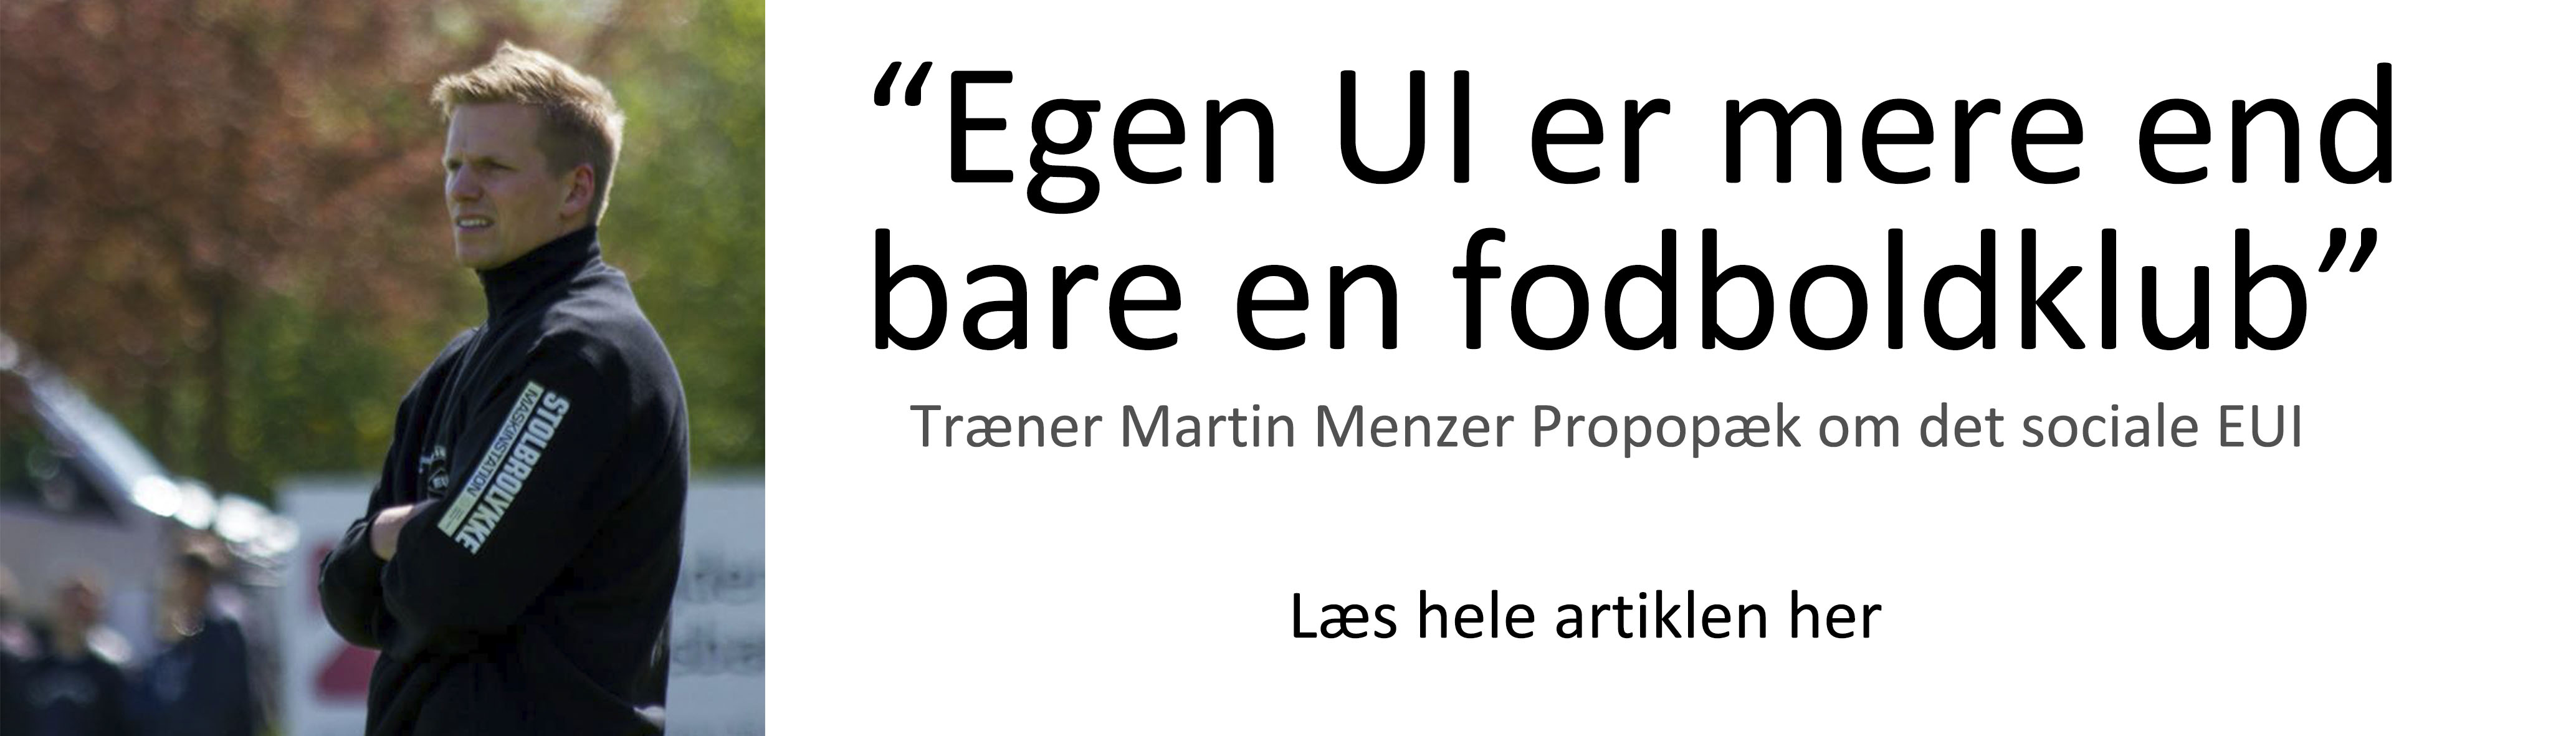 “Egen UI er mere end
bare en fodboldklub”
Træner Martin Menzer Propopæk om det sociale EUI
Læs hele artiklen her
STOLBROLYKKE
MASKINSTATION